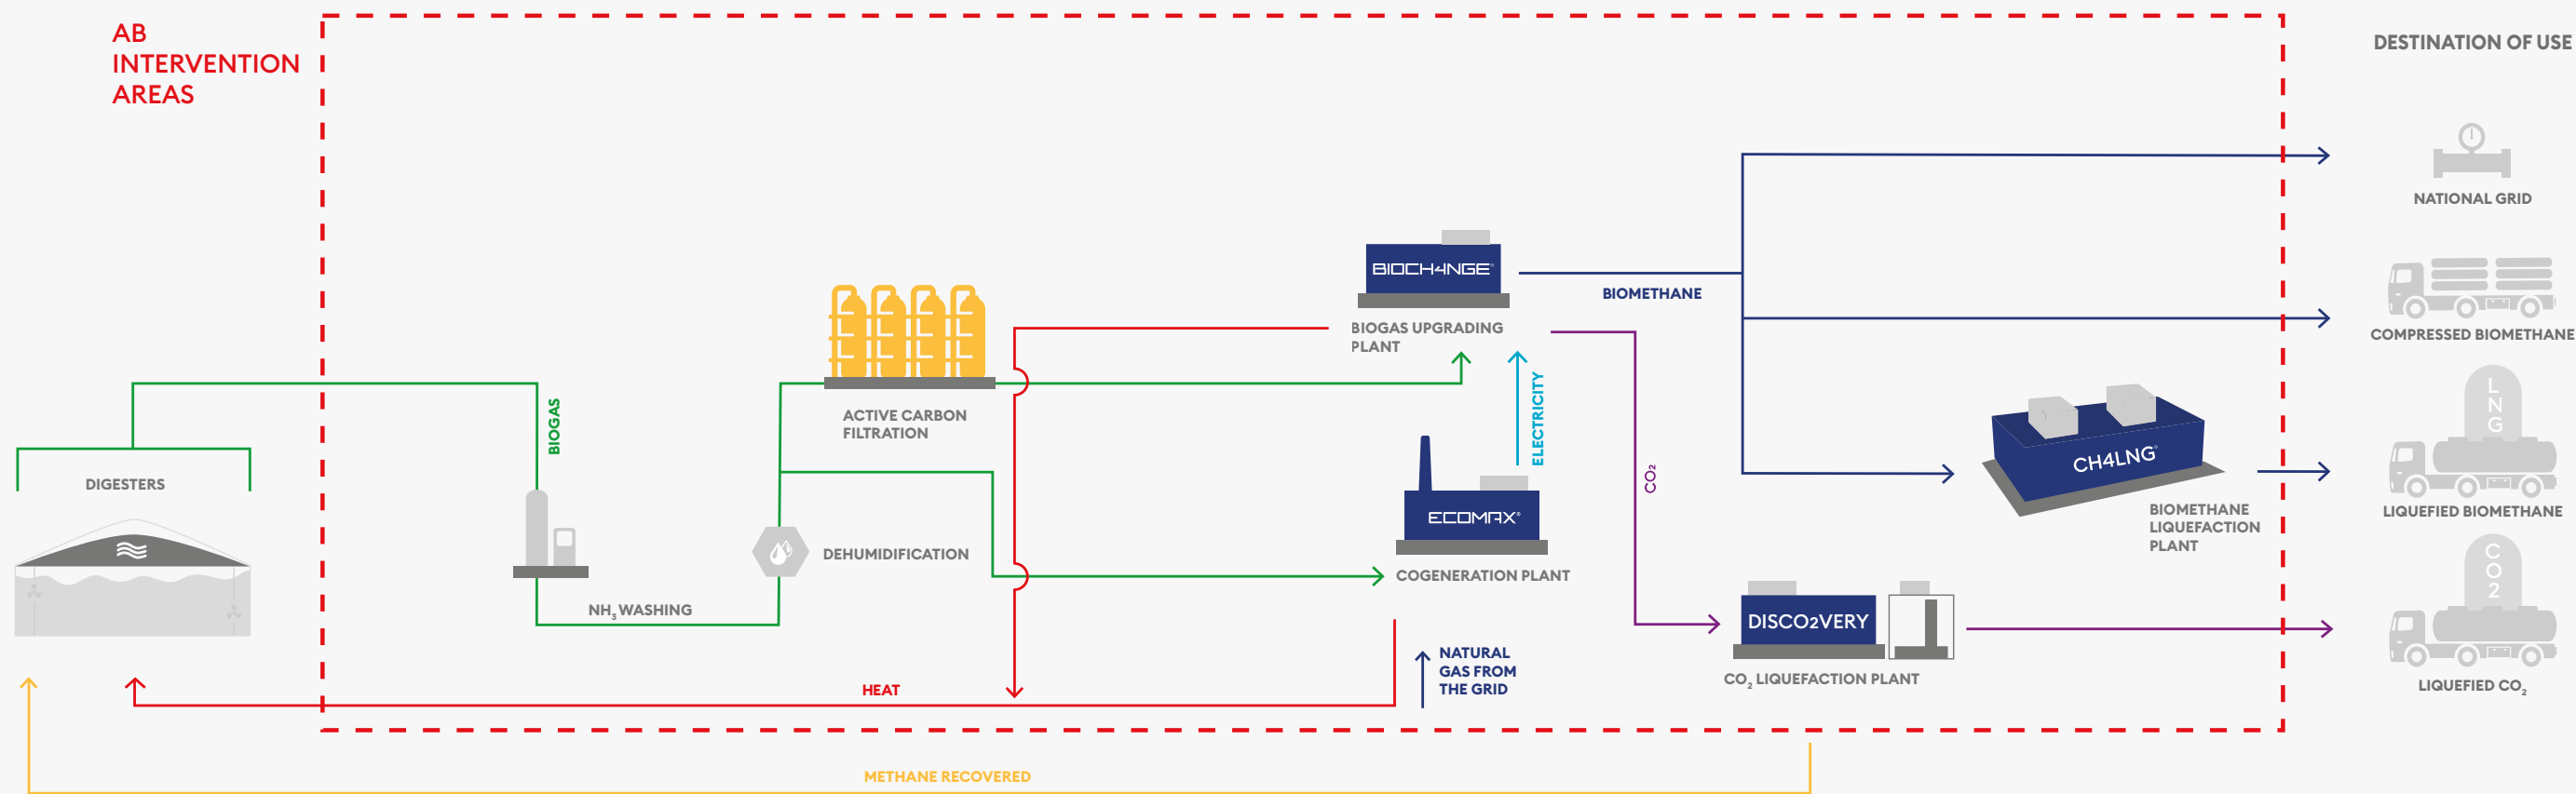 AB
INTERVENTION
AREAS
DESTINATION OF USE
NATIONAL GRID
BIOCH4NGE®
BIOGAS UPGRADING
PLANT
BIOMETHANE
COMPRESSED BIOMETHANE
ACTIVE CARBON
FILTRATION
BIOGAS
ELECTRICITY
DIGESTERS
CO₂
CH4LNG®
BIOMETHANE
LIQUEFACTION
PLANT
L
N
G
LIQUEFIED BIOMETHANE
ECOMAX®
COGENERATION PLANT
DEHUMIDIFICATION
NH₃ WASHING
DISCO2VERY
CO₂ LIQUEFACTION PLANT
C
O
2
LIQUEFIED CO₂
NATURAL
GAS FROM
THE GRID
HEAT
METHANE RECOVERED